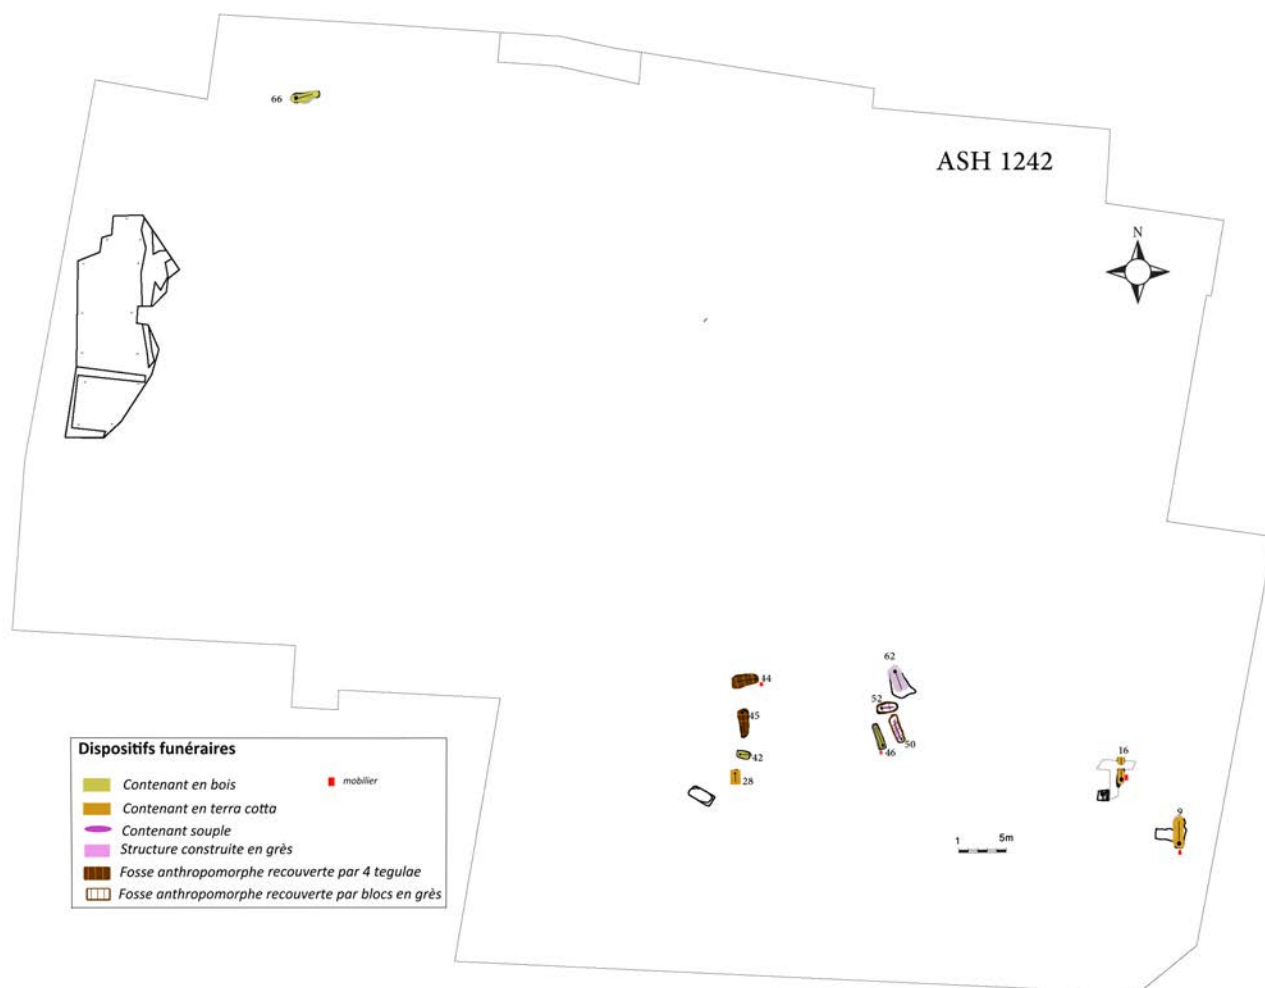 66
ASH 1242
N
62
44
52
45
50
46
42
28
16
9
1 5m
Dispositifs funéraires
Contenant en bois
mobilier
Contenant en terra cotta
Contenant souple
Structure construite en grès
Fosse anthropomorphe recouverte par 4 tegulae
Fosse anthropomorphe recouverte par blocs en grès